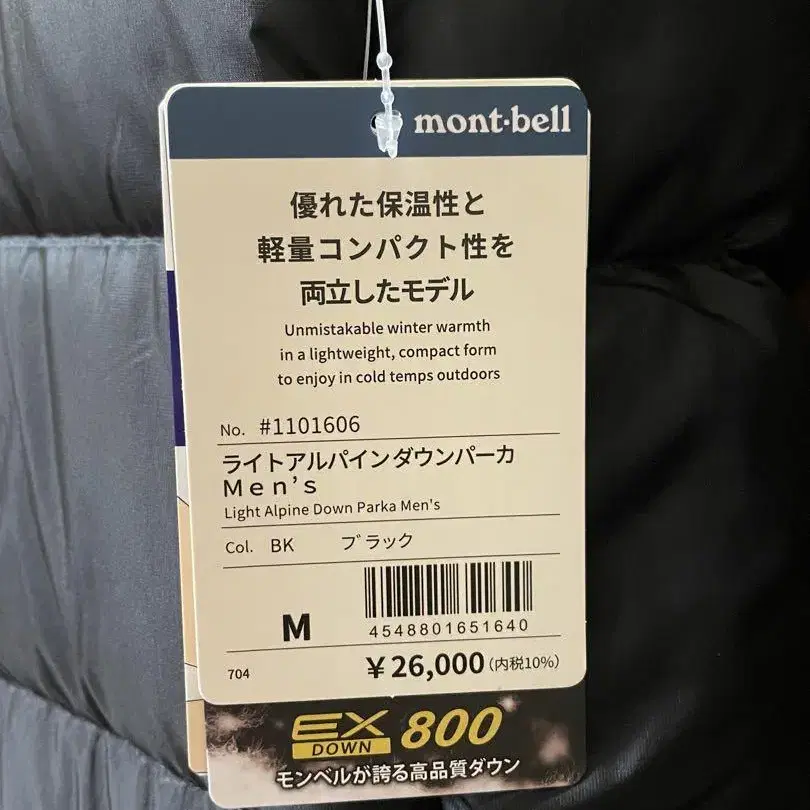 mont·bell
優れた保温性と
軽量コンパクト性を
両立したモデル
Unmistakable winter warmth
in a lightweight, compact form
to enjoy in cold temps outdoors
No. #1101606
ライトアルパインダウンパーカ
Ｍｅｎ’ｓ
Light Alpine Down Parka Men's
Col. BK ブラック
M
4548801651640
704 ¥26,000(内税10%)
EX 800
DOWN
モンベルが誇る高品質ダウン